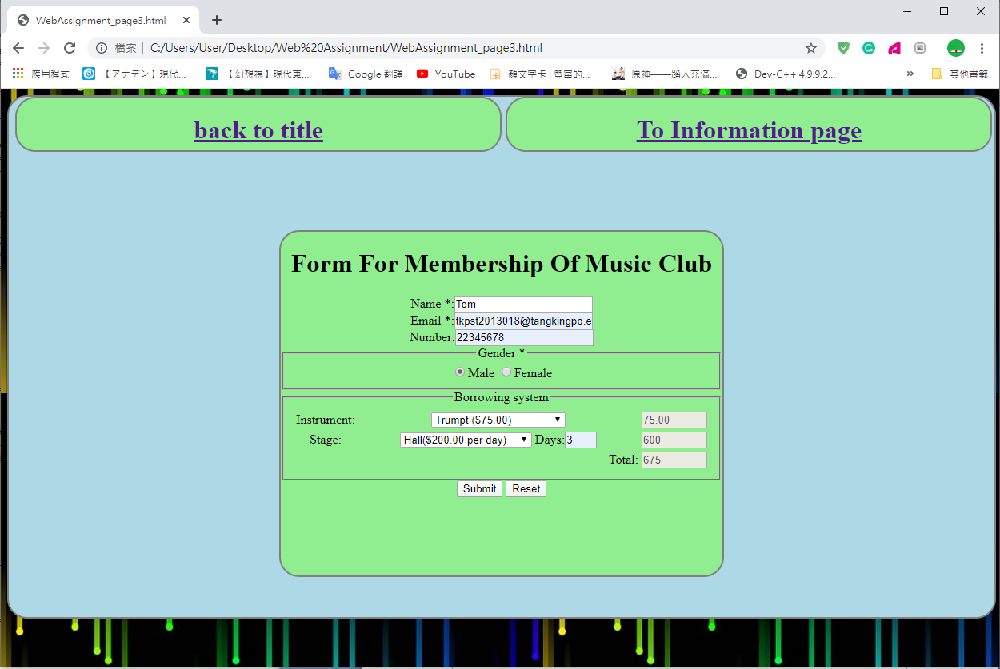 WebAssignment_page3.html
檔案 | C:/Users/User/Desktop/Web%20Assignment/WebAssignment_page3.html
應用程式 【アナデン】現代... 【幻想視】現代東... Google 翻譯 YouTube 顏文字卡 | 豐富的... 原神——踏入充滿... Dev-C++ 4.9.9.2... » 其他書籤
back to title To Information page
Form For Membership Of Music Club
Name *: Tom
Email *: tkpst2013018@tangkingpo.e
Number: 22345678
Gender *
Male Female
Borrowing system
Instrument: Trumpt ($75.00) 75.00
Stage: Hall($200.00 per day) Days: 3 600
Total: 675
Submit Reset